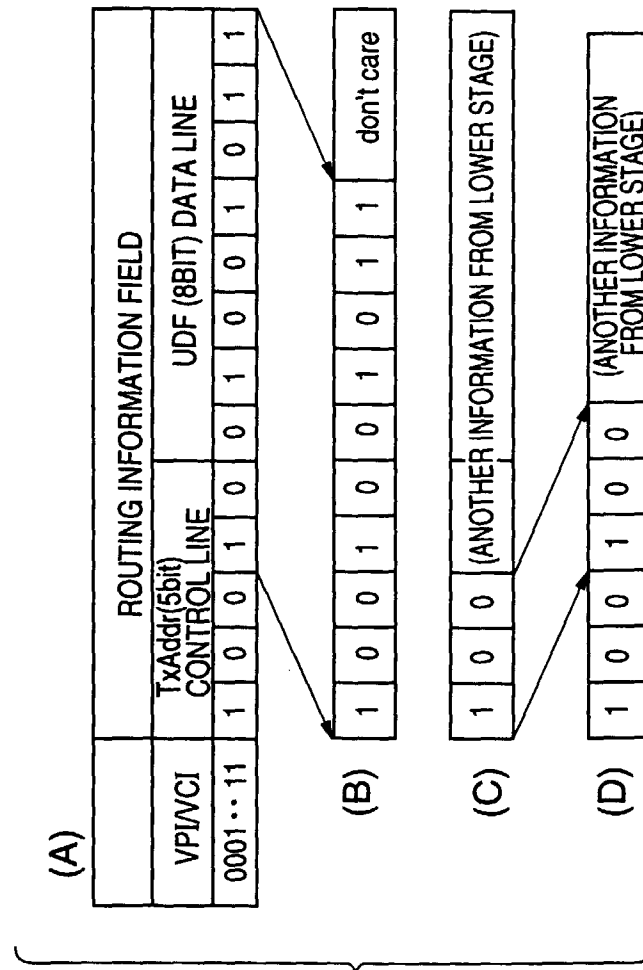 (A)
ROUTING INFORMATION FIELD
VPI/VCI TxAddr(5bit) CONTROL LINE UDF (8BIT) DATA LINE
0001・・11 1 0 0 1 0 0 1 0 0 1 0 1 1
(B) 1 0 0 1 0 0 1 0 1 1 don't care
(C) 1 0 0 (ANOTHER INFORMATION FROM LOWER STAGE)
(D) 1 0 0 1 0 0 (ANOTHER INFORMATION FROM LOWER STAGE)